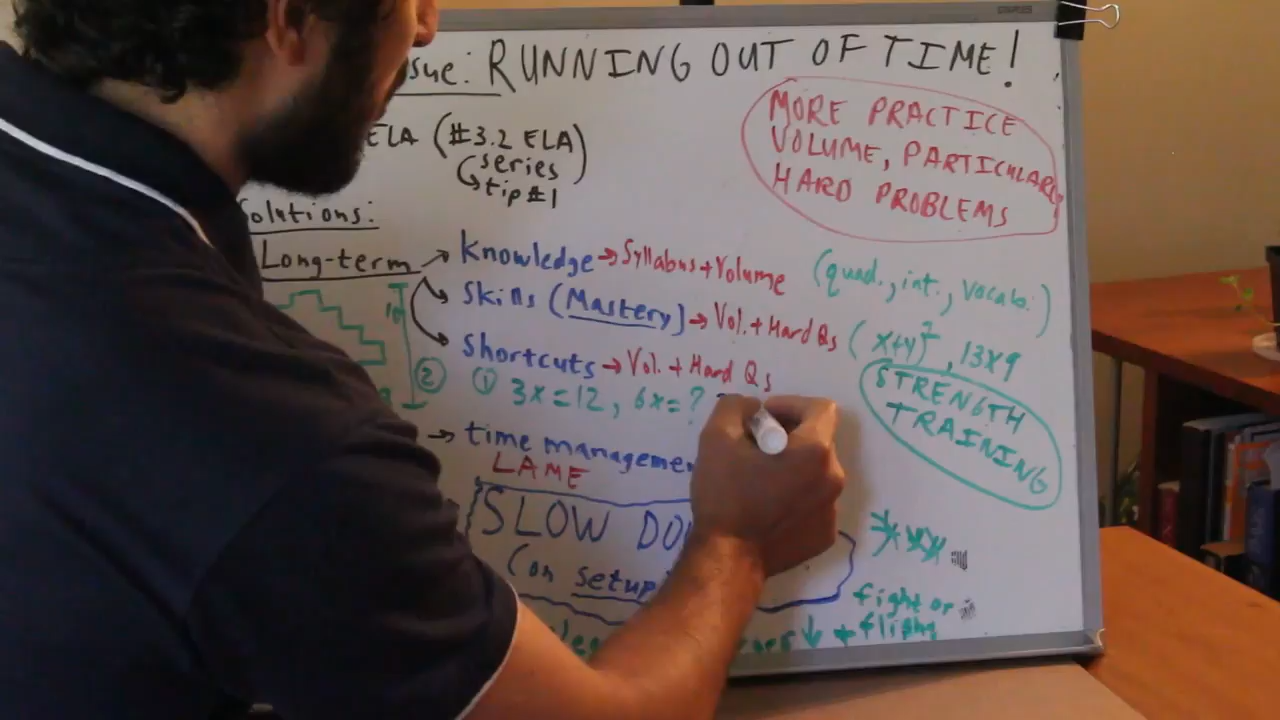 STAPLES
sue: RUNNING OUT OF TIME!
MORE PRACTICE
VOLUME, PARTICULARLY
HARD PROBLEMS
ELA (#3.2 ELA)
series
tip #1
Solutions:
Long-term
Knowledge → Syllabus + Volume (quad., int., vocab.)
Skills (Mastery) → Vol. + Hard Qs (x+y)², 13x9
Shortcuts → Vol. + Hard Qs
② ① 3x=12, 6x=?
STRENGTH
TRAINING
→ time managemen
LAME
SLOW DO
(on setup
fight or
↓ + flight